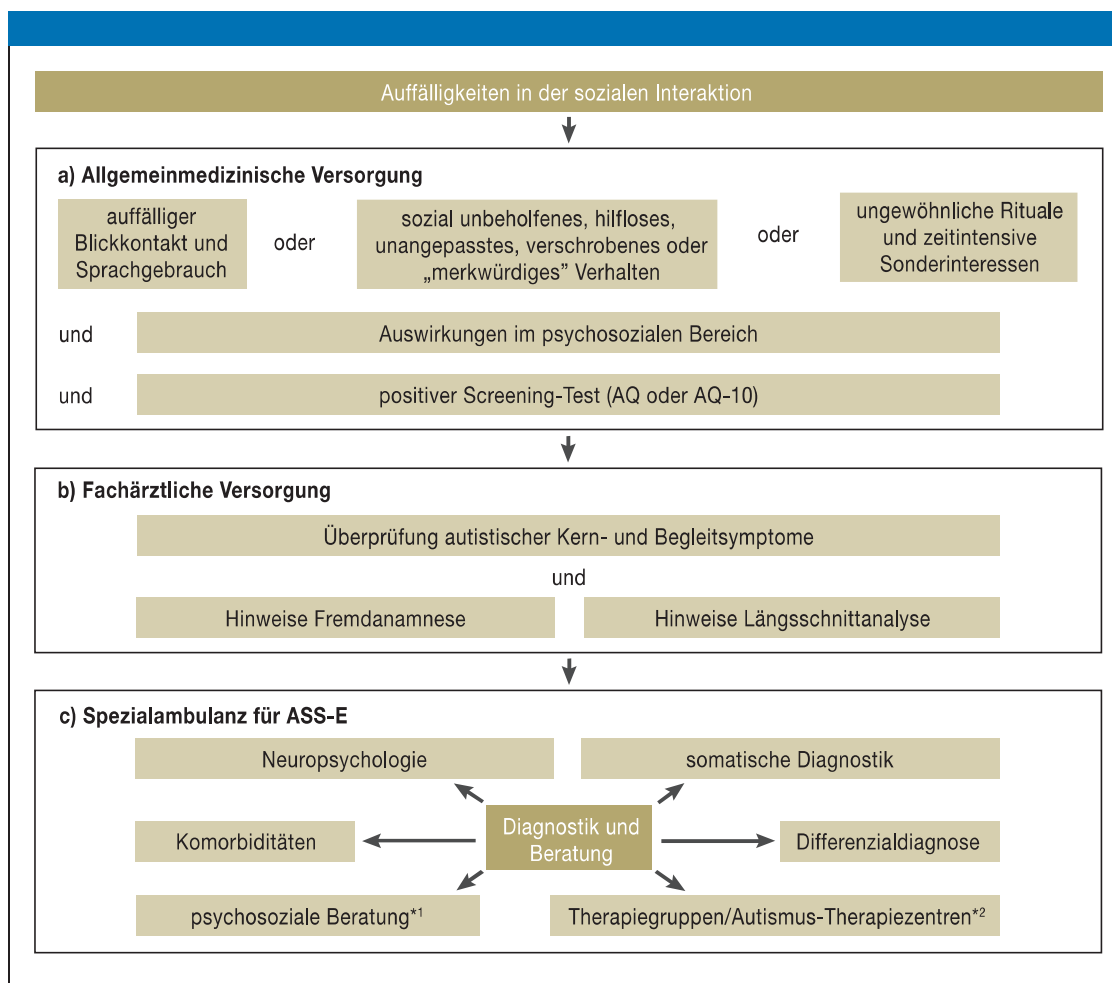 Auffälligkeiten in der sozialen Interaktion
a) Allgemeinmedizinische Versorgung
auffälliger
Blickkontakt und
Sprachgebrauch
oder
sozial unbeholfenes, hilfloses,
unangepasstes, verschrobenes oder
„merkwürdiges” Verhalten
oder
ungewöhnliche Rituale
und zeitintensive
Sonderinteressen
und
Auswirkungen im psychosozialen Bereich
und
positiver Screening-Test (AQ oder AQ-10)
b) Fachärztliche Versorgung
Überprüfung autistischer Kern- und Begleitsymptome
und
Hinweise Fremdanamnese
Hinweise Längsschnittanalyse
c) Spezialambulanz für ASS-E
Neuropsychologie
somatische Diagnostik
Komorbiditäten
Diagnostik und
Beratung
Differenzialdiagnose
psychosoziale Beratung*1
Therapiegruppen/Autismus-Therapiezentren*2